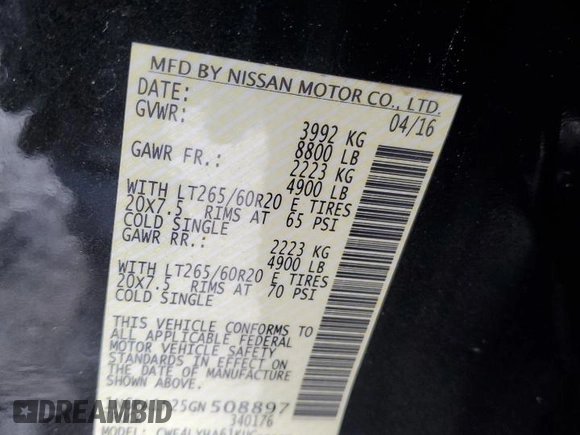 MFD BY NISSAN MOTOR CO., LTD.
DATE: 04/16
GVWR: 3992 KG
8800 LB
GAWR FR.: 2223 KG
4900 LB
WITH LT265/60R20 E TIRES
20X7.5 RIMS AT 65 PSI
COLD SINGLE
GAWR RR.: 2223 KG
4900 LB
WITH LT265/60R20 E TIRES
20X7.5 RIMS AT 70 PSI
COLD SINGLE
THIS VEHICLE CONFORMS TO
ALL APPLICABLE FEDERAL
MOTOR VEHICLE SAFETY
STANDARDS IN EFFECT ON
THE DATE OF MANUFACTURE
SHOWN ABOVE.
25GN508897
340176
MODEL:
DREAMBID